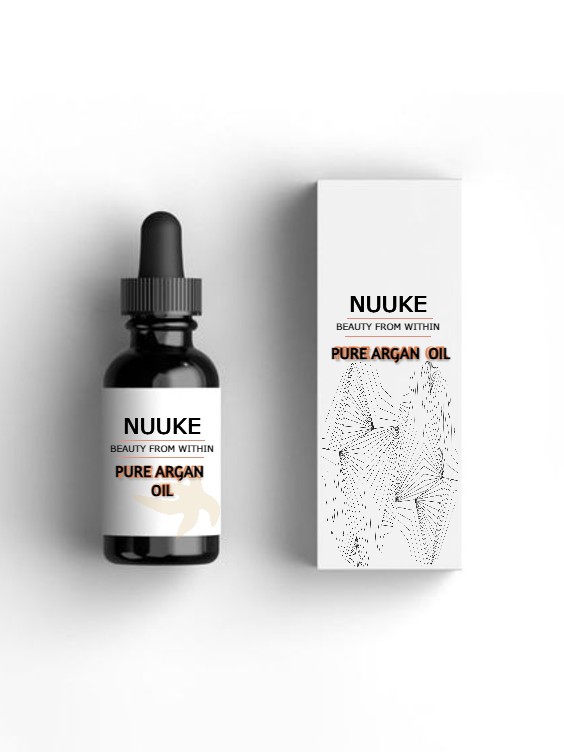 NUUKE
BEAUTY FROM WITHIN
PURE ARGAN
OIL
NUUKE
BEAUTY FROM WITHIN
PURE ARGAN OIL